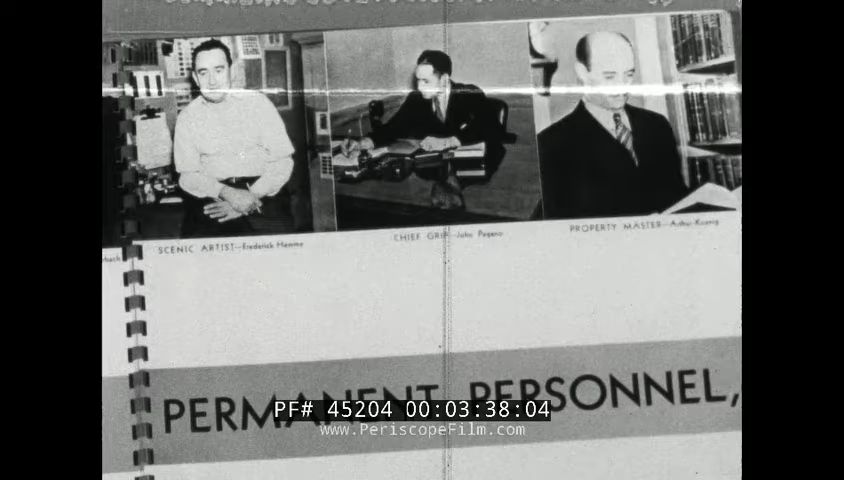 SCENIC ARTIST—Frederick Hemme
CHIEF GRIP—John Pegano
PROPERTY MASTER—Arthur Koenig
PERMANENT PERSONNEL,
PF# 45204 00:03:38:04
www.PeriscopeFilm.com